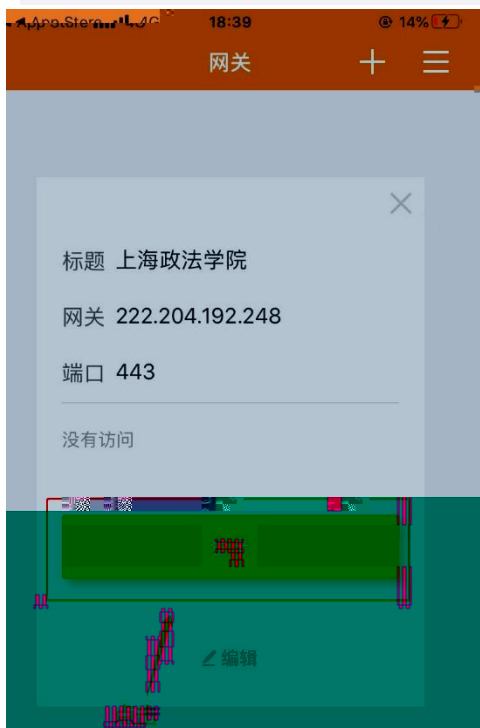 App Store 4G 18:39 14%
网关
标题 上海政法学院
网关 222.204.192.248
端口 443
没有访问
编辑